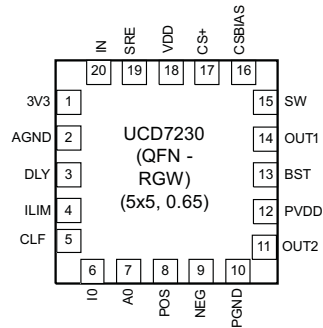 IN
SRE
VDD
CS+
CSBIAS
20
19
18
17
16
3V3 1
AGND 2
DLY 3
ILIM 4
CLF 5
UCD7230
(QFN -
RGW)
(5x5, 0.65)
15 SW
14 OUT1
13 BST
12 PVDD
11 OUT2
6
7
8
9
10
I0
A0
POS
NEG
PGND